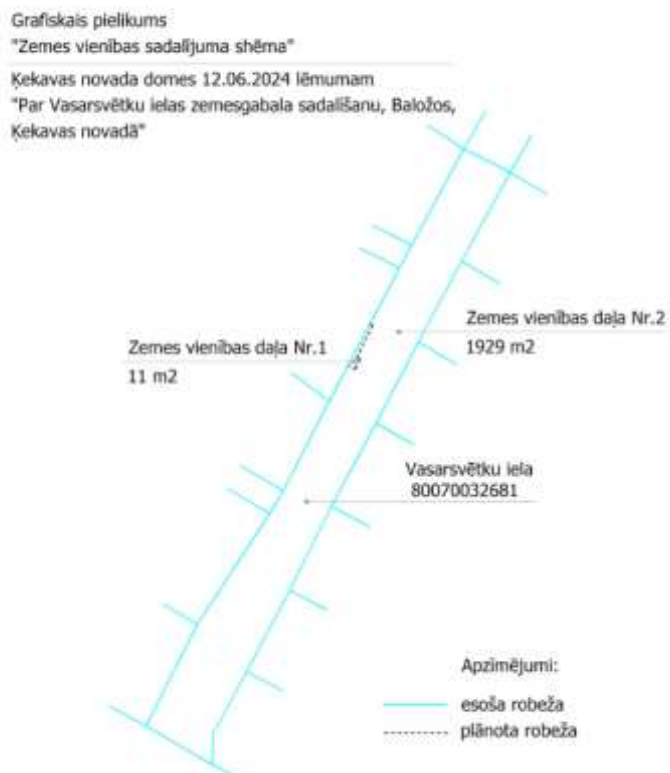 Grafiskais pielikums
"Zemes vienības sadalījuma shēma"
Ķekavas novada domes 12.06.2024 lēmumam
"Par Vasarsvētku ielas zemesgabala sadalīšanu, Baložos,
Ķekavas novadā"
Zemes vienības daļa Nr.2
1929 m2
Zemes vienības daļa Nr.1
11 m2
Vasarsvētku iela
80070032681
Apzīmējumi:
esoša robeža
plānota robeža